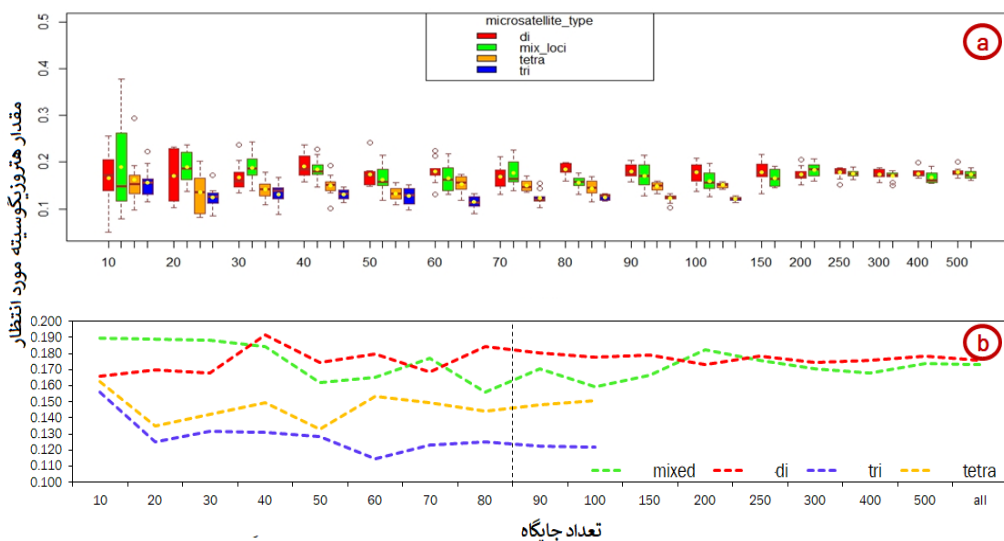 microsatellite_type
di
mix_loci
tetra
tri
a
0.5
0.4
0.3
0.2
0.1
10 20 30 40 50 60 70 80 90 100 150 200 250 300 400 500
مقدار هتروزیگوسیته مورد انتظار
b
0.200
0.190
0.180
0.170
0.160
0.150
0.140
0.130
0.120
0.110
0.100
mixed di tri tetra
10 20 30 40 50 60 70 80 90 100 150 200 250 300 400 500 all
تعداد جایگاه